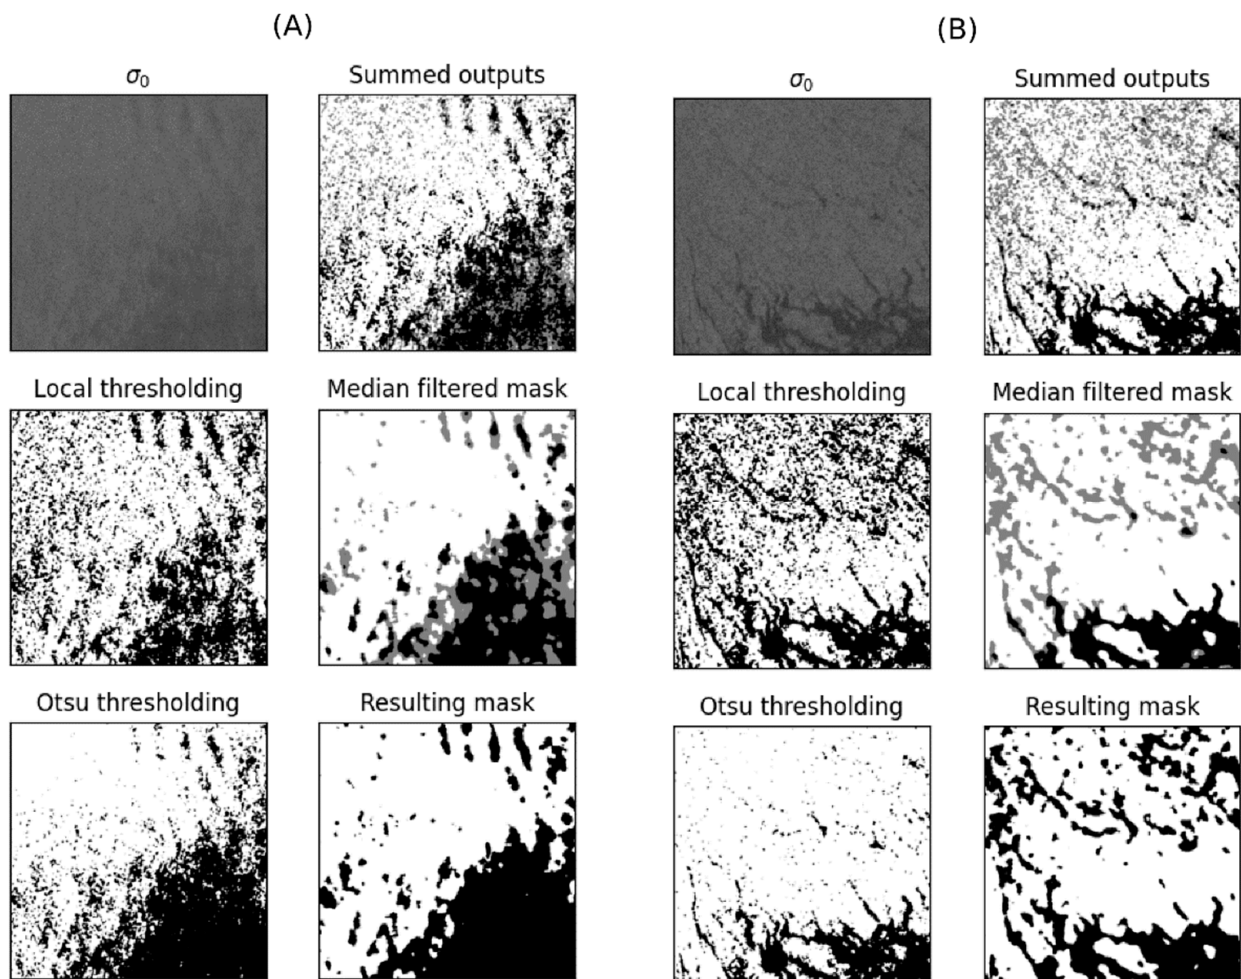 (A)
(B)
σ₀
Summed outputs
σ₀
Summed outputs
Local thresholding
Median filtered mask
Local thresholding
Median filtered mask
Otsu thresholding
Resulting mask
Otsu thresholding
Resulting mask